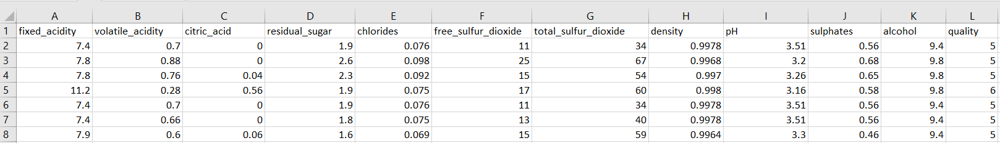 A B C D E F G H I J K L
1 fixed_acidity volatile_acidity citric_acid residual_sugar chlorides free_sulfur_dioxide total_sulfur_dioxide density pH sulphates alcohol quality
2 7.4 0.7 0 1.9 0.076 11 34 0.9978 3.51 0.56 9.4 5
3 7.8 0.88 0 2.6 0.098 25 67 0.9968 3.2 0.68 9.8 5
4 7.8 0.76 0.04 2.3 0.092 15 54 0.997 3.26 0.65 9.8 5
5 11.2 0.28 0.56 1.9 0.075 17 60 0.998 3.16 0.58 9.8 6
6 7.4 0.7 0 1.9 0.076 11 34 0.9978 3.51 0.56 9.4 5
7 7.4 0.66 0 1.8 0.075 13 40 0.9978 3.51 0.56 9.4 5
8 7.9 0.6 0.06 1.6 0.069 15 59 0.9964 3.3 0.46 9.4 5